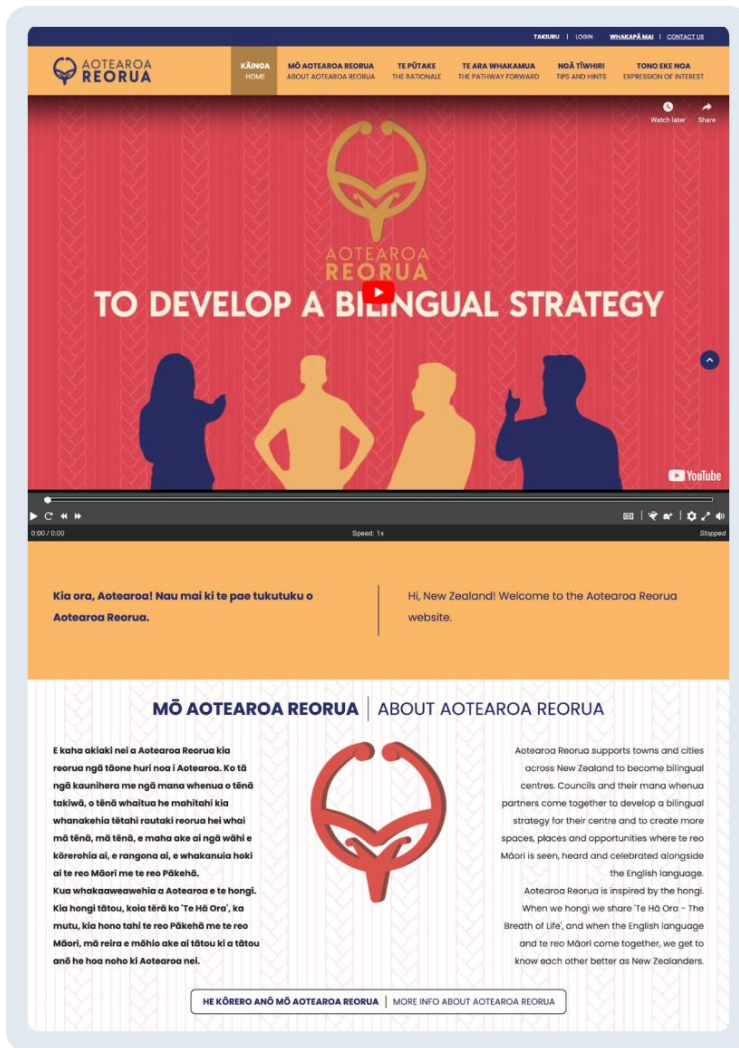 TAKIURU | LOGIN WHAKAPĀ MAI | CONTACT US
AOTEAROA
REORUA
KĀINGA
HOME
MŌ AOTEAROA REORUA
ABOUT AOTEAROA REORUA
TE PŪTAKE
THE RATIONALE
TE ARA WHAKAMUA
THE PATHWAY FORWARD
NGĀ TĪWHIRI
TIPS AND HINTS
TONO EKE NOA
EXPRESSION OF INTEREST
Watch later
Share
AOTEAROA
REORUA
TO DEVELOP A BILINGUAL STRATEGY
YouTube
0:00 / 0:00
Speed: 1x
Stopped
Kia ora, Aotearoa! Nau mai ki te pae tukutuku o
Aotearoa Reorua.
Hi, New Zealand! Welcome to the Aotearoa Reorua
website.
MŌ AOTEAROA REORUA | ABOUT AOTEAROA REORUA
E kaha akiaki nei a Aotearoa Reorua kia
reorua ngā tāone huri noa i Aotearoa. Ko tā
ngā kaunihera me ngā mana whenua o tēnā
takiwā, o tēnā whaitua he mahitahi kia
whanakehia tētahi rautaki reorua hei whai
mā tēnā, mā tēnā, e maha ake ai ngā wāhi e
kōrerohia ai, e rangona ai, e whakanuia hoki
ai te reo Māori me te reo Pākehā.
Kua whakaaweawehia a Aotearoa e te hongi.
Kia hongi tātou, koia tērā ko 'Te Hā Ora', ka
mutu, kia hono tahi te reo Pākehā me te reo
Māori, mā reira e mōhio ake ai tātou ki a tātou
anō he hoa noho ki Aotearoa nei.
Aotearoa Reorua supports towns and cities
across New Zealand to become bilingual
centres. Councils and their mana whenua
partners come together to develop a bilingual
strategy for their centre and to create more
spaces, places and opportunities where te reo
Māori is seen, heard and celebrated alongside
the English language.
Aotearoa Reorua is inspired by the hongi.
When we hongi we share 'Te Hā Ora - The
Breath of Life', and when the English language
and te reo Māori come together, we get to
know each other better as New Zealanders.
HE KŌRERO ANŌ MŌ AOTEAROA REORUA | MORE INFO ABOUT AOTEAROA REORUA